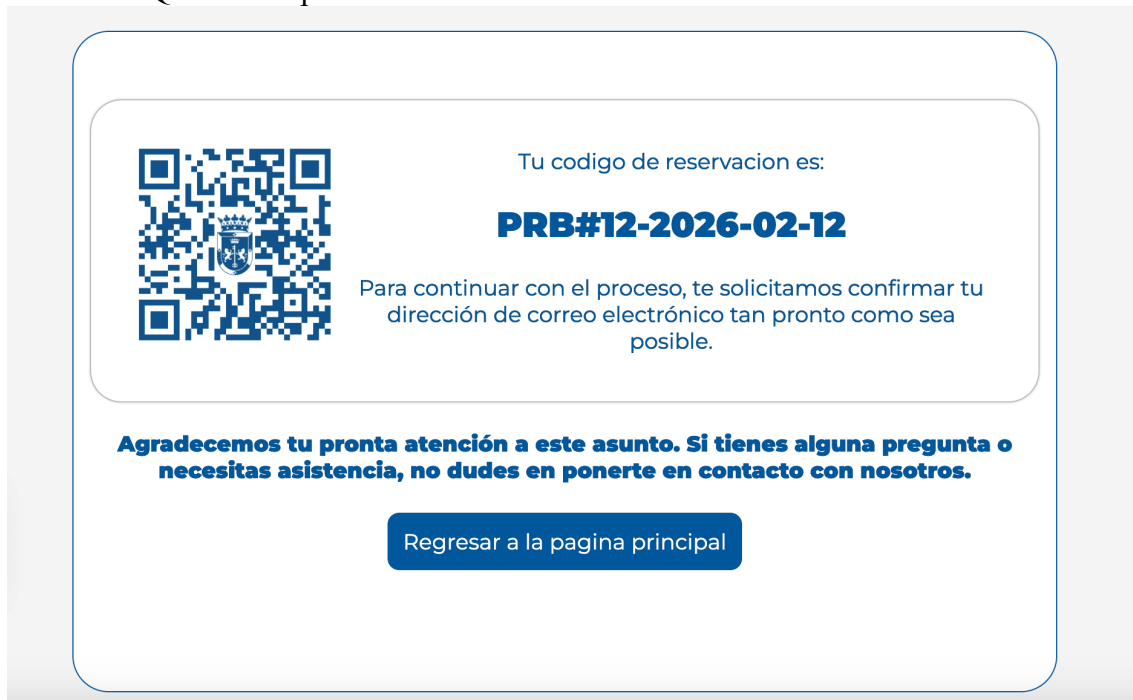 Tu codigo de reservacion es:
PRB#12-2026-02-12
Para continuar con el proceso, te solicitamos confirmar tu
dirección de correo electrónico tan pronto como sea
posible.
Agradecemos tu pronta atención a este asunto. Si tienes alguna pregunta o
necesitas asistencia, no dudes en ponerte en contacto con nosotros.
Regresar a la pagina principal